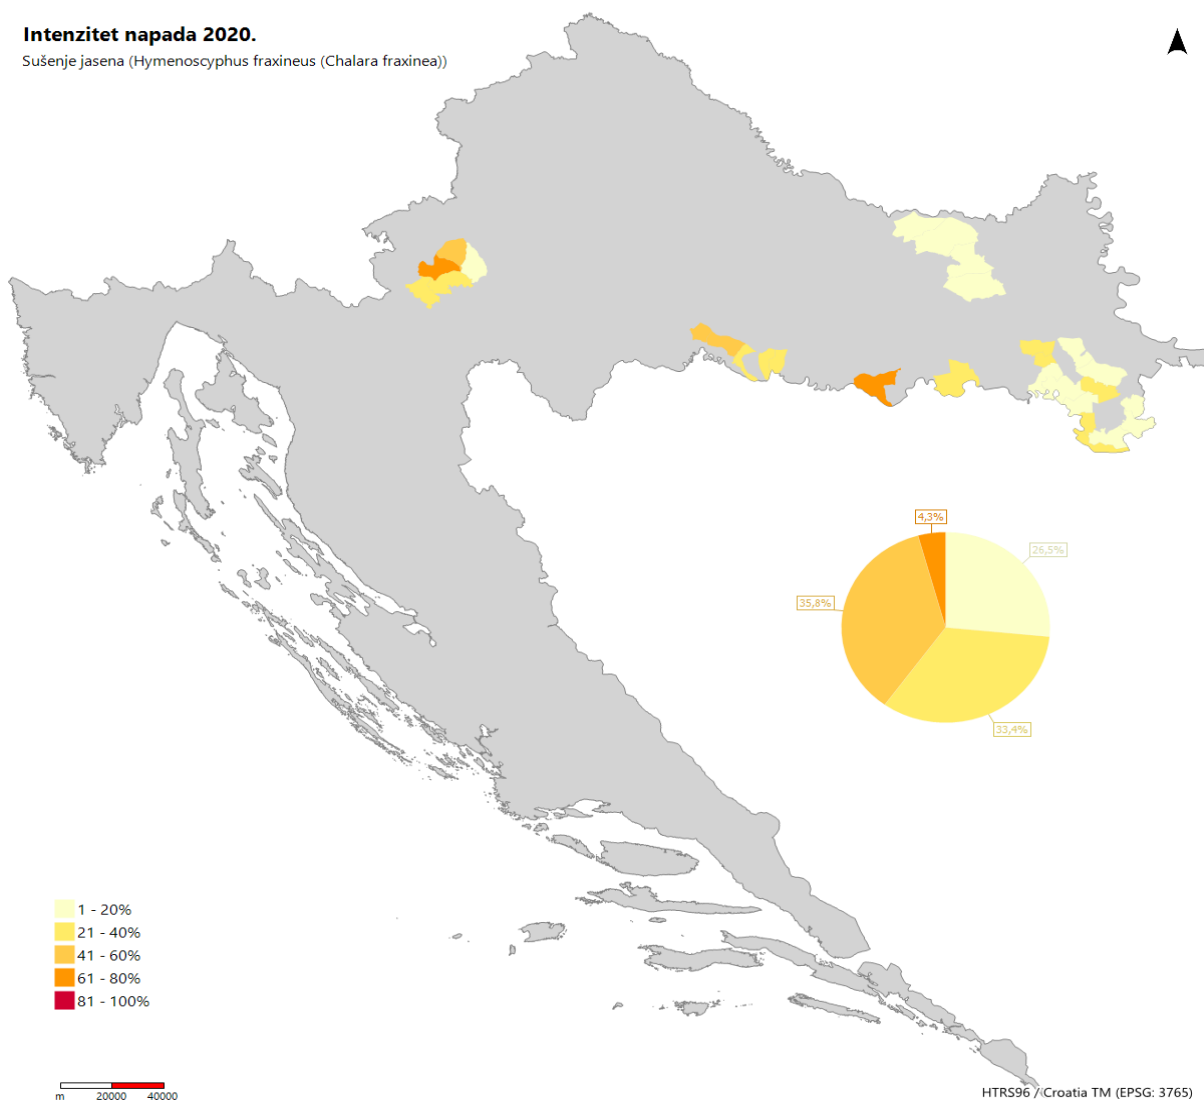 Intenzitet napada 2020.
Sušenje jasena (Hymenoscyphus fraxineus (Chalara fraxinea))
4,3%
26,5%
35,8%
33,4%
1 - 20%
21 - 40%
41 - 60%
61 - 80%
81 - 100%
m 20000 40000
HTRS96 / Croatia TM (EPSG: 3765)